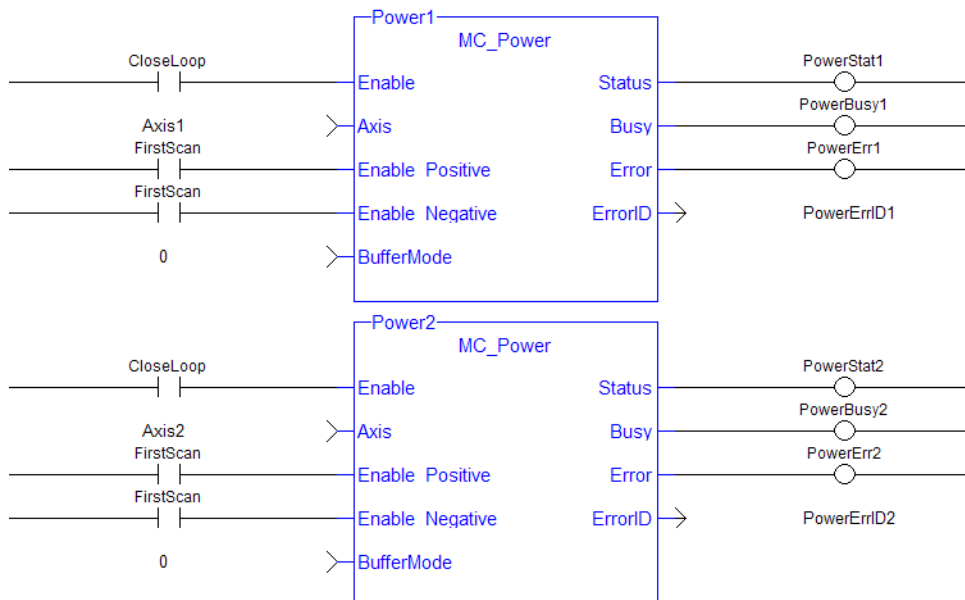 Power1
MC_Power
CloseLoop
Enable
Status
PowerStat1
Axis1
Axis
Busy
PowerBusy1
FirstScan
Enable Positive
Error
PowerErr1
FirstScan
Enable Negative
ErrorID
PowerErrID1
0
BufferMode
Power2
MC_Power
CloseLoop
Enable
Status
PowerStat2
Axis2
Axis
Busy
PowerBusy2
FirstScan
Enable Positive
Error
PowerErr2
FirstScan
Enable Negative
ErrorID
PowerErrID2
0
BufferMode